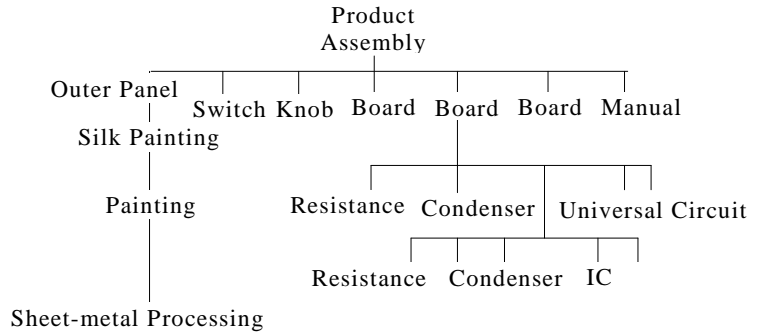 Product
Assembly
Outer Panel
Switch Knob Board Board Board Manual
Silk Painting
Painting
Resistance Condenser Universal Circuit
Resistance Condenser IC
Sheet-metal Processing